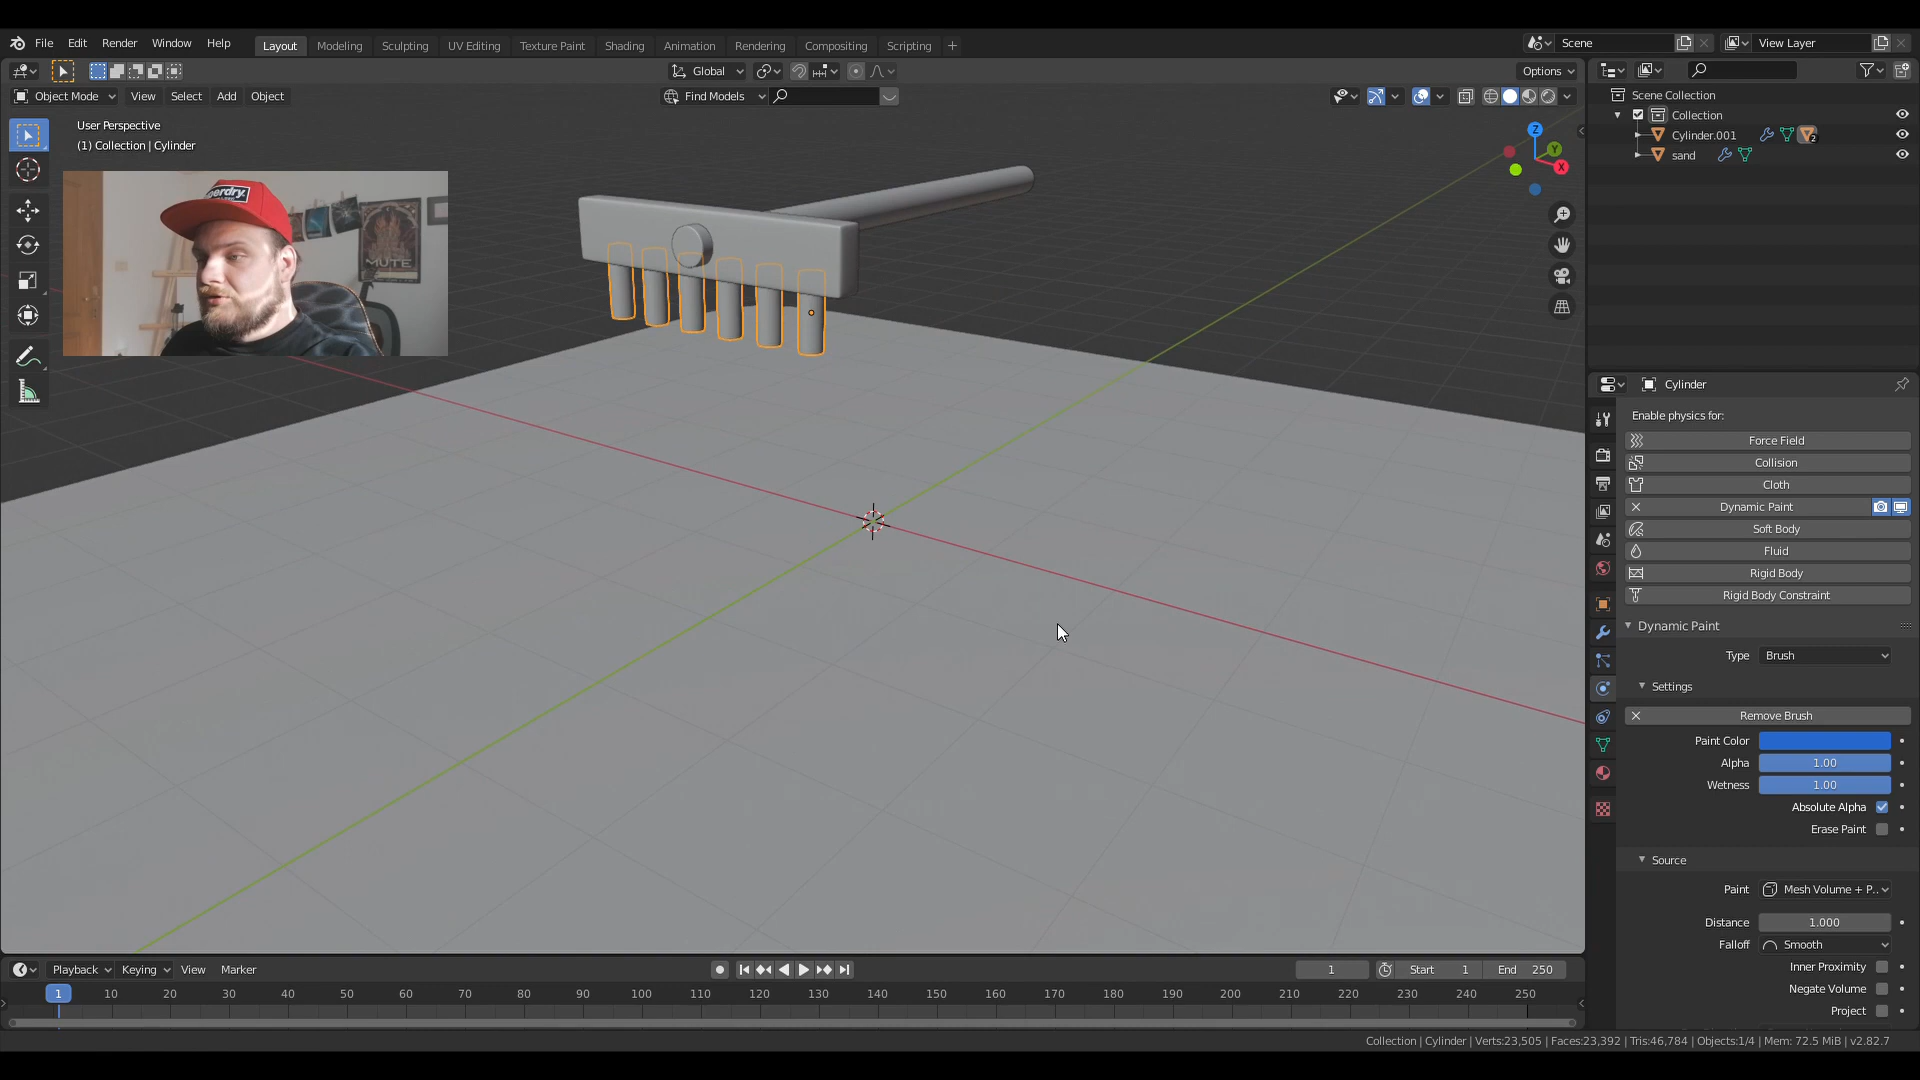 File Edit Render Window Help Layout Modeling Sculpting UV Editing Texture Paint Shading Animation Rendering Compositing Scripting + Scene View Layer
Global Options
Object Mode View Select Add Object Find Models
User Perspective
(1) Collection | Cylinder
Scene Collection
Collection
Cylinder.001 2
sand
Z
Y
X
perdry.
MUTE
Cylinder
Enable physics for:
Force Field
Collision
Cloth
Dynamic Paint
Soft Body
Fluid
Rigid Body
Rigid Body Constraint
Dynamic Paint
Type Brush
Settings
Remove Brush
Paint Color
Alpha 1.00
Wetness 1.00
Absolute Alpha
Erase Paint
Source
Paint Mesh Volume + P..
Distance 1.000
Falloff Smooth
Inner Proximity
Negate Volume
Project
Playback Keying View Marker 1 Start 1 End 250
1 10 20 30 40 50 60 70 80 90 100 110 120 130 140 150 160 170 180 190 200 210 220 230 240 250
Collection | Cylinder | Verts:23,505 | Faces:23,392 | Tris:46,784 | Objects:1/4 | Mem: 72.5 MiB | v2.82.7